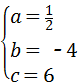 a = 1/2
b = -4
c = 6